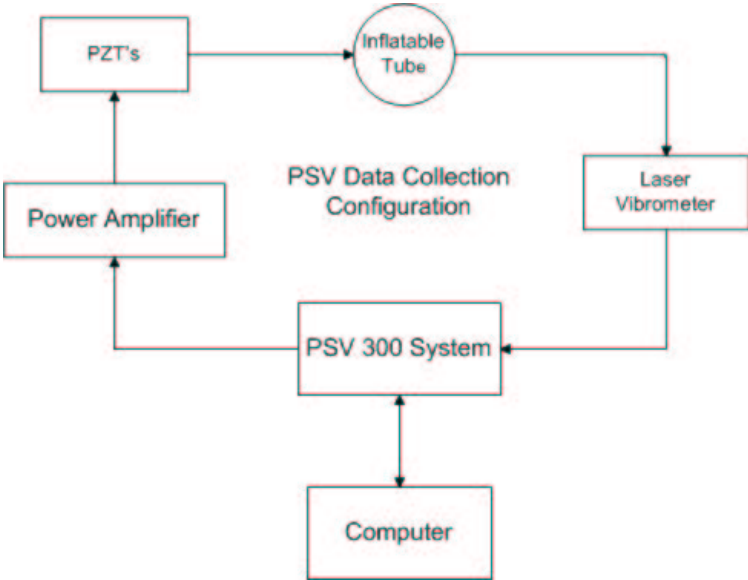 PZT's
Inflatable
Tube
PSV Data Collection
Configuration
Laser
Vibrometer
Power Amplifier
PSV 300 System
Computer